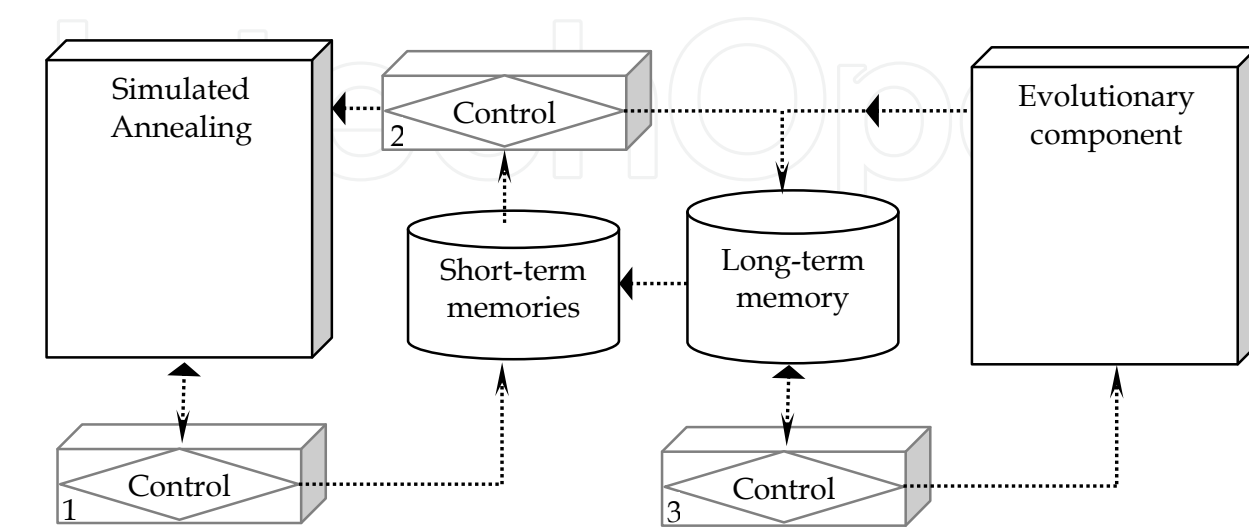 Simulated
Annealing
Control
2
Evolutionary
component
Short-term
memories
Long-term
memory
Control
1
Control
3